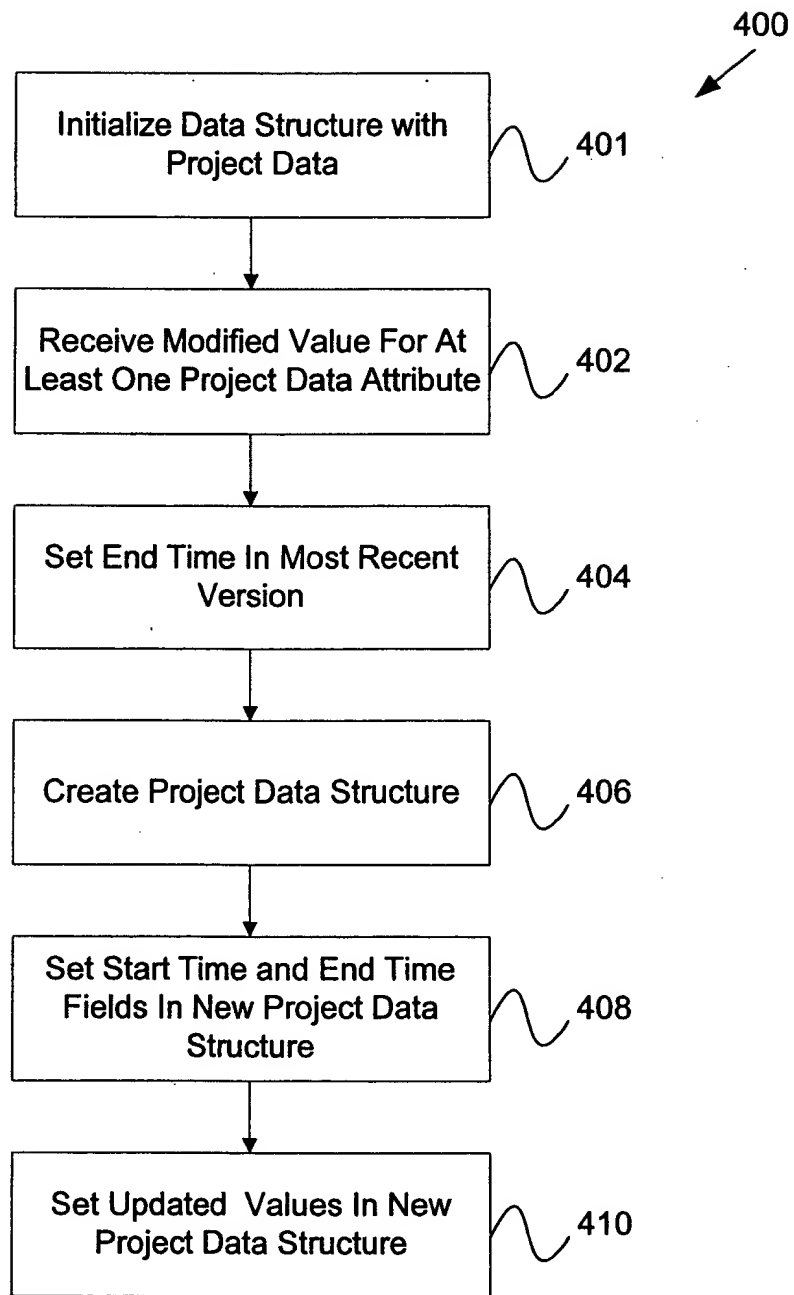 400
Initialize Data Structure with
Project Data
401
Receive Modified Value For At
Least One Project Data Attribute
402
Set End Time In Most Recent
Version
404
Create Project Data Structure
406
Set Start Time and End Time
Fields In New Project Data
Structure
408
Set Updated Values In New
Project Data Structure
410